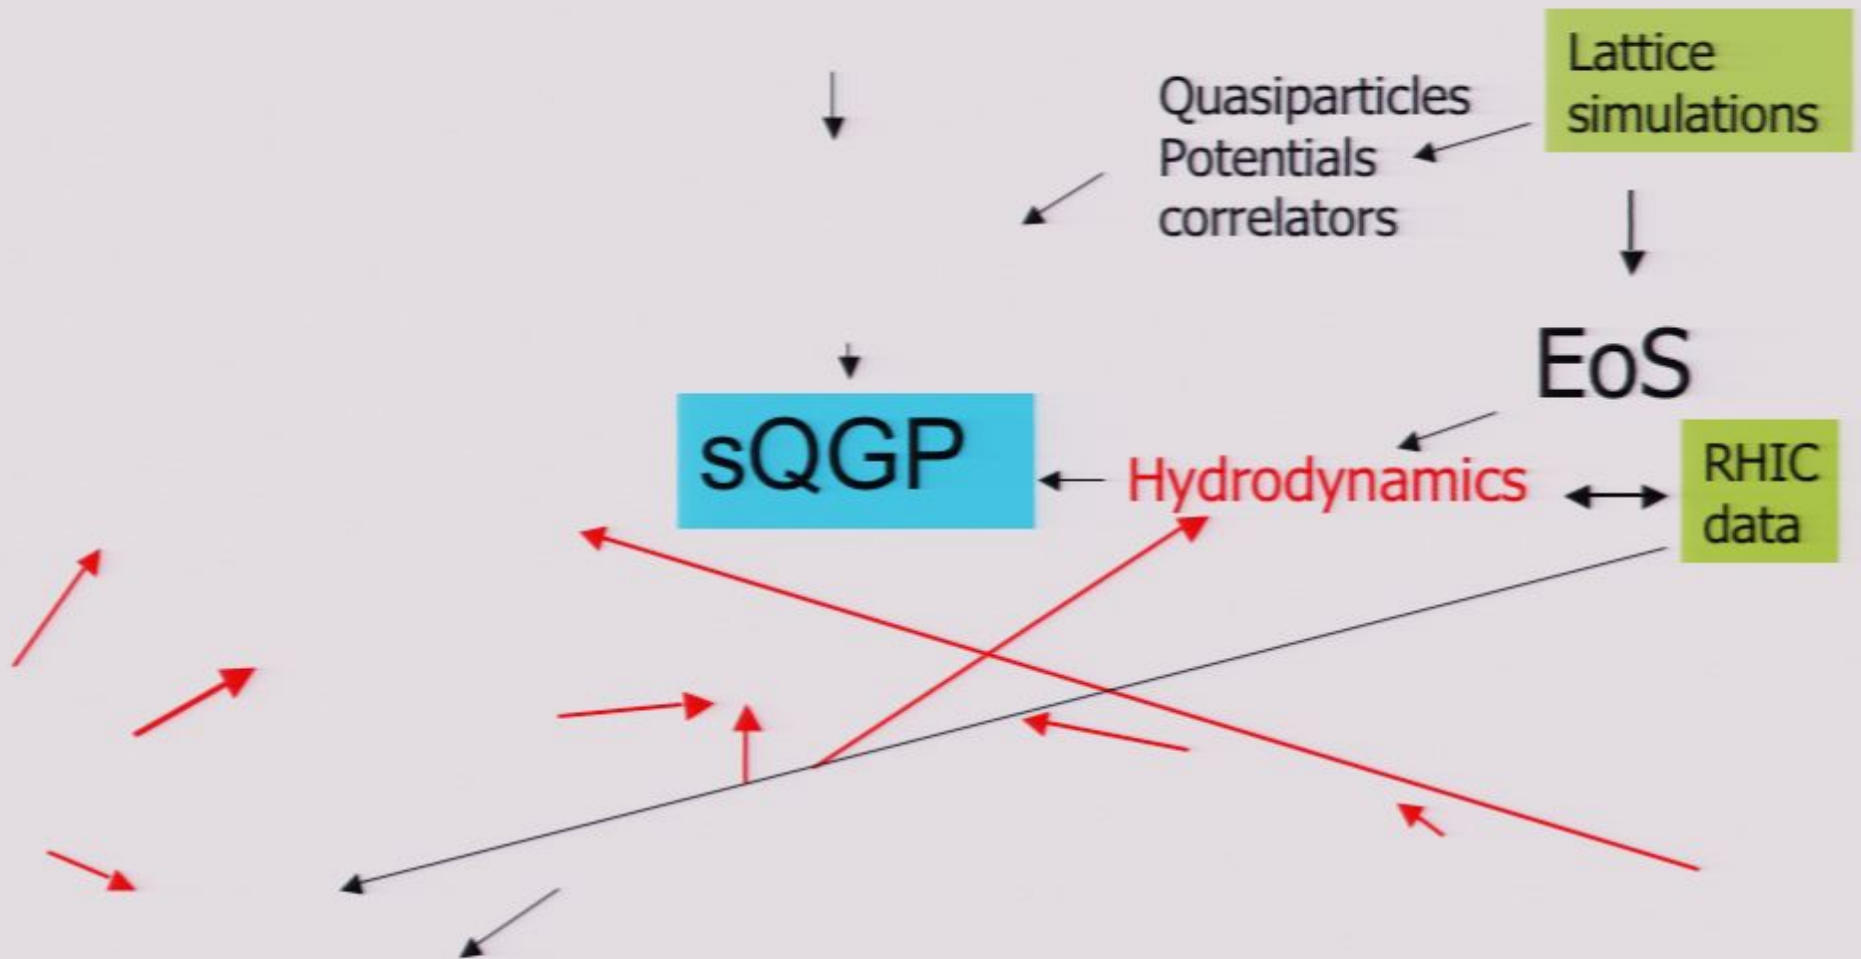 Lattice
simulations
Quasiparticles
Potentials
correlators
EoS
sQGP
Hydrodynamics
RHIC
data